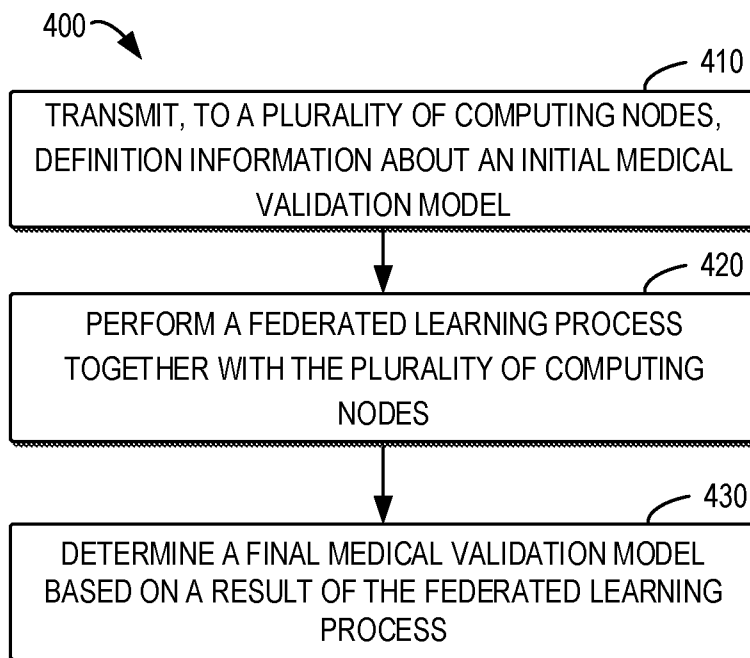 400
410
TRANSMIT, TO A PLURALITY OF COMPUTING NODES,
DEFINITION INFORMATION ABOUT AN INITIAL MEDICAL
VALIDATION MODEL
420
PERFORM A FEDERATED LEARNING PROCESS
TOGETHER WITH THE PLURALITY OF COMPUTING
NODES
430
DETERMINE A FINAL MEDICAL VALIDATION MODEL
BASED ON A RESULT OF THE FEDERATED LEARNING
PROCESS